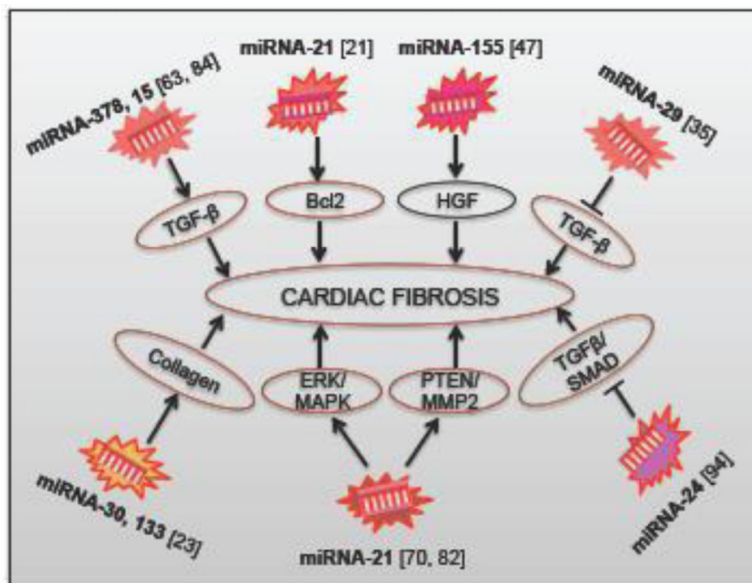 miRNA-21 [21]
miRNA-155 [47]
miRNA-378, 15 [63, 84]
miRNA-29 [35]
TGF-β
Bcl2
HGF
TGF-β
CARDIAC FIBROSIS
Collagen
ERK/
MAPK
PTEN/
MMP2
TGFβ/
SMAD
miRNA-30, 133 [23]
miRNA-21 [70, 82]
miRNA-24 [94]